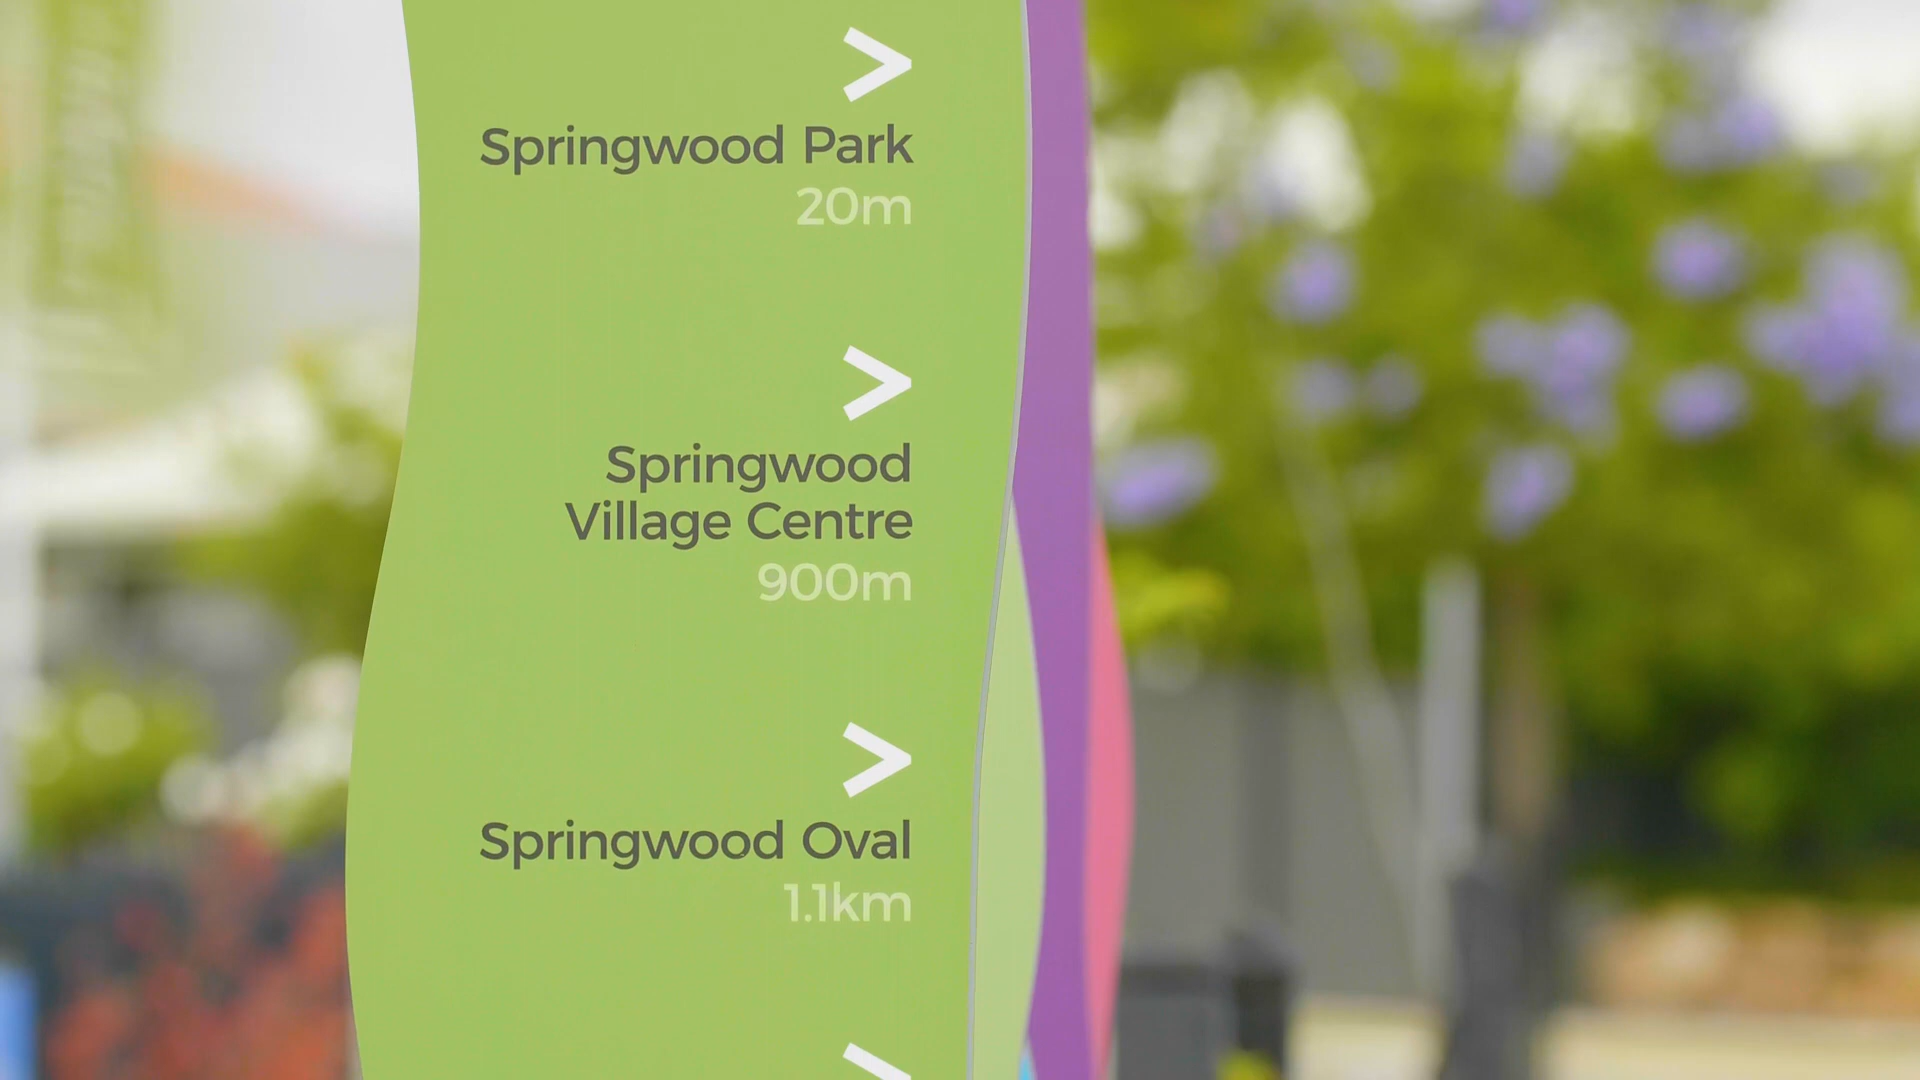 Springwood Park
20m
Springwood
Village Centre
900m
Springwood Oval
1.1km